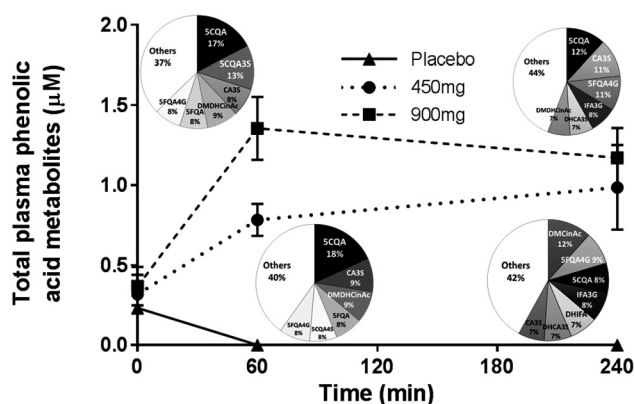 Total plasma phenolic
acid metabolites (μM)
2.0
1.5
1.0
0.5
0.0
0
60
120
180
240
Time (min)
Placebo
450mg
900mg
5CQA
17%
5CQA3S
13%
CA3S
8%
DMDHCinAc
9%
5FQA
8%
5FQA4G
8%
Others
37%
5CQA
12%
CA3S
11%
5FQA4G
11%
IFA3G
8%
DHCA3S
7%
DMDHCinAc
7%
Others
44%
5CQA
18%
CA3S
9%
DMDHCinAc
9%
5FQA
8%
5CQA4S
8%
5FQA4G
8%
Others
40%
DMCinAc
12%
5FQA4G 9%
5CQA 8%
IFA3G
8%
DHIFA
7%
DHCA3S
7%
CA3S
7%
Others
42%